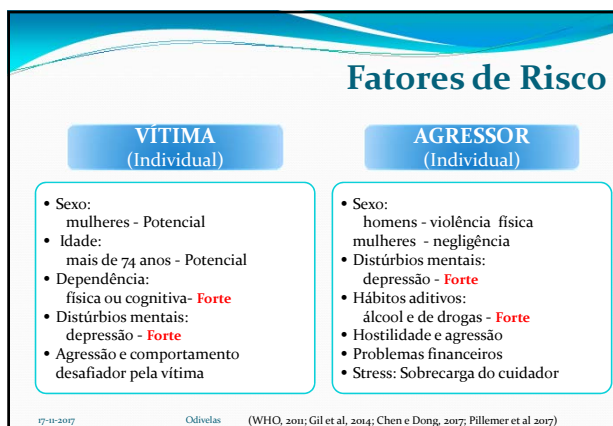 Fatores de Risco
VÍTIMA
(Individual)
• Sexo:
mulheres - Potencial
• Idade:
mais de 74 anos - Potencial
• Dependência:
física ou cognitiva- Forte
• Distúrbios mentais:
depressão - Forte
• Agressão e comportamento
desafiador pela vítima
AGRESSOR
(Individual)
• Sexo:
homens - violência física
mulheres - negligência
• Distúrbios mentais:
depressão - Forte
• Hábitos aditivos:
álcool e de drogas - Forte
• Hostilidade e agressão
• Problemas financeiros
• Stress: Sobrecarga do cuidador
17-11-2017 Odivelas (WHO, 2011; Gil et al, 2014; Chen e Dong, 2017; Pillemer et al 2017)